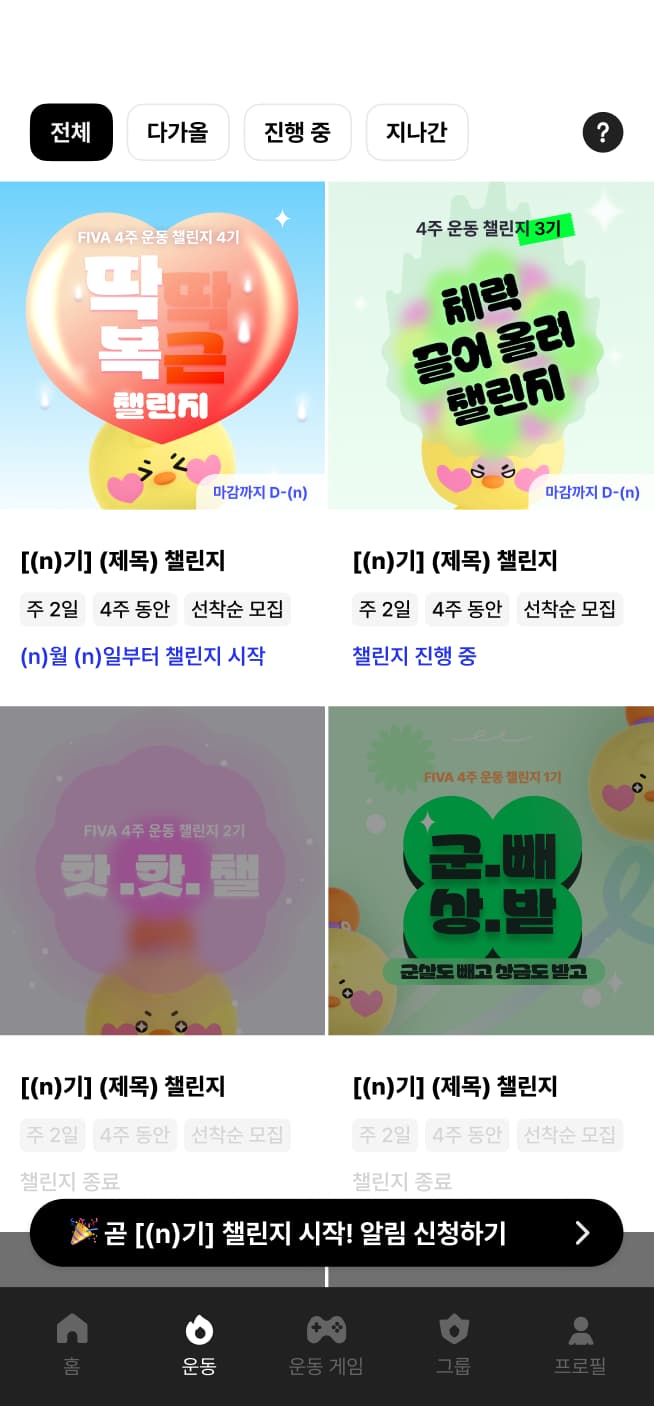 전체
다가올
진행 중
지나간
?
FIVA 4주 운동 챌린지 4기
딱딱
복근
챌린지
마감까지 D-(n)
4주 운동 챌린지 3기
체력
끌어 올려
챌린지
마감까지 D-(n)
[(n)기] (제목) 챌린지
주 2일 4주 동안 선착순 모집
(n)월 (n)일부터 챌린지 시작
[(n)기] (제목) 챌린지
주 2일 4주 동안 선착순 모집
챌린지 진행 중
FIVA 4주 운동 챌린지 2기
핫.핫.챌
FIVA 4주 운동 챌린지 1기
군.빼
상.받
군살도 빼고 상금도 받고
[(n)기] (제목) 챌린지
주 2일 4주 동안 선착순 모집
챌린지 종료
[(n)기] (제목) 챌린지
주 2일 4주 동안 선착순 모집
챌린지 종료
🎉 곧 [(n)기] 챌린지 시작! 알림 신청하기
홈
운동
운동 게임
그룹
프로필